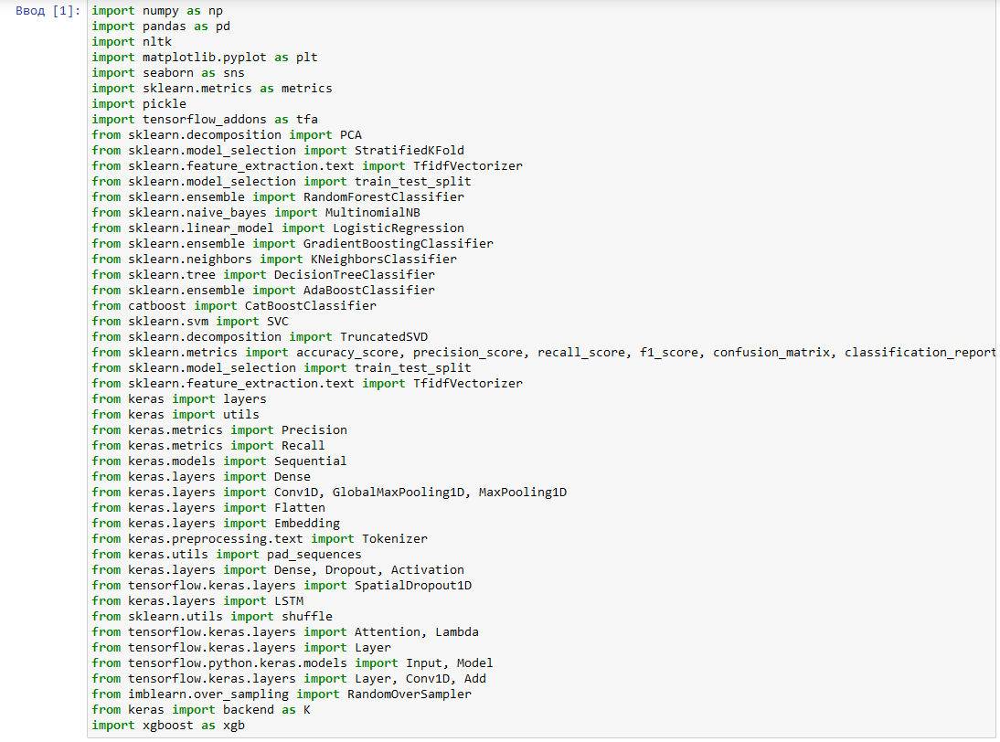 Ввод [1]: import numpy as np
import pandas as pd
import nltk
import matplotlib.pyplot as plt
import seaborn as sns
import sklearn.metrics as metrics
import pickle
import tensorflow_addons as tfa
from sklearn.decomposition import PCA
from sklearn.model_selection import StratifiedKFold
from sklearn.feature_extraction.text import TfidfVectorizer
from sklearn.model_selection import train_test_split
from sklearn.ensemble import RandomForestClassifier
from sklearn.naive_bayes import MultinomialNB
from sklearn.linear_model import LogisticRegression
from sklearn.ensemble import GradientBoostingClassifier
from sklearn.neighbors import KNeighborsClassifier
from sklearn.tree import DecisionTreeClassifier
from sklearn.ensemble import AdaBoostClassifier
from catboost import CatBoostClassifier
from sklearn.svm import SVC
from sklearn.decomposition import TruncatedSVD
from sklearn.metrics import accuracy_score, precision_score, recall_score, f1_score, confusion_matrix, classification_report
from sklearn.model_selection import train_test_split
from sklearn.feature_extraction.text import TfidfVectorizer
from keras import layers
from keras import utils
from keras.metrics import Precision
from keras.metrics import Recall
from keras.models import Sequential
from keras.layers import Dense
from keras.layers import Conv1D, GlobalMaxPooling1D, MaxPooling1D
from keras.layers import Flatten
from keras.layers import Embedding
from keras.preprocessing.text import Tokenizer
from keras.utils import pad_sequences
from keras.layers import Dense, Dropout, Activation
from tensorflow.keras.layers import SpatialDropout1D
from keras.layers import LSTM
from sklearn.utils import shuffle
from tensorflow.keras.layers import Attention, Lambda
from tensorflow.keras.layers import Layer
from tensorflow.python.keras.models import Input, Model
from tensorflow.keras.layers import Layer, Conv1D, Add
from imblearn.over_sampling import RandomOverSampler
from keras import backend as K
import xgboost as xgb